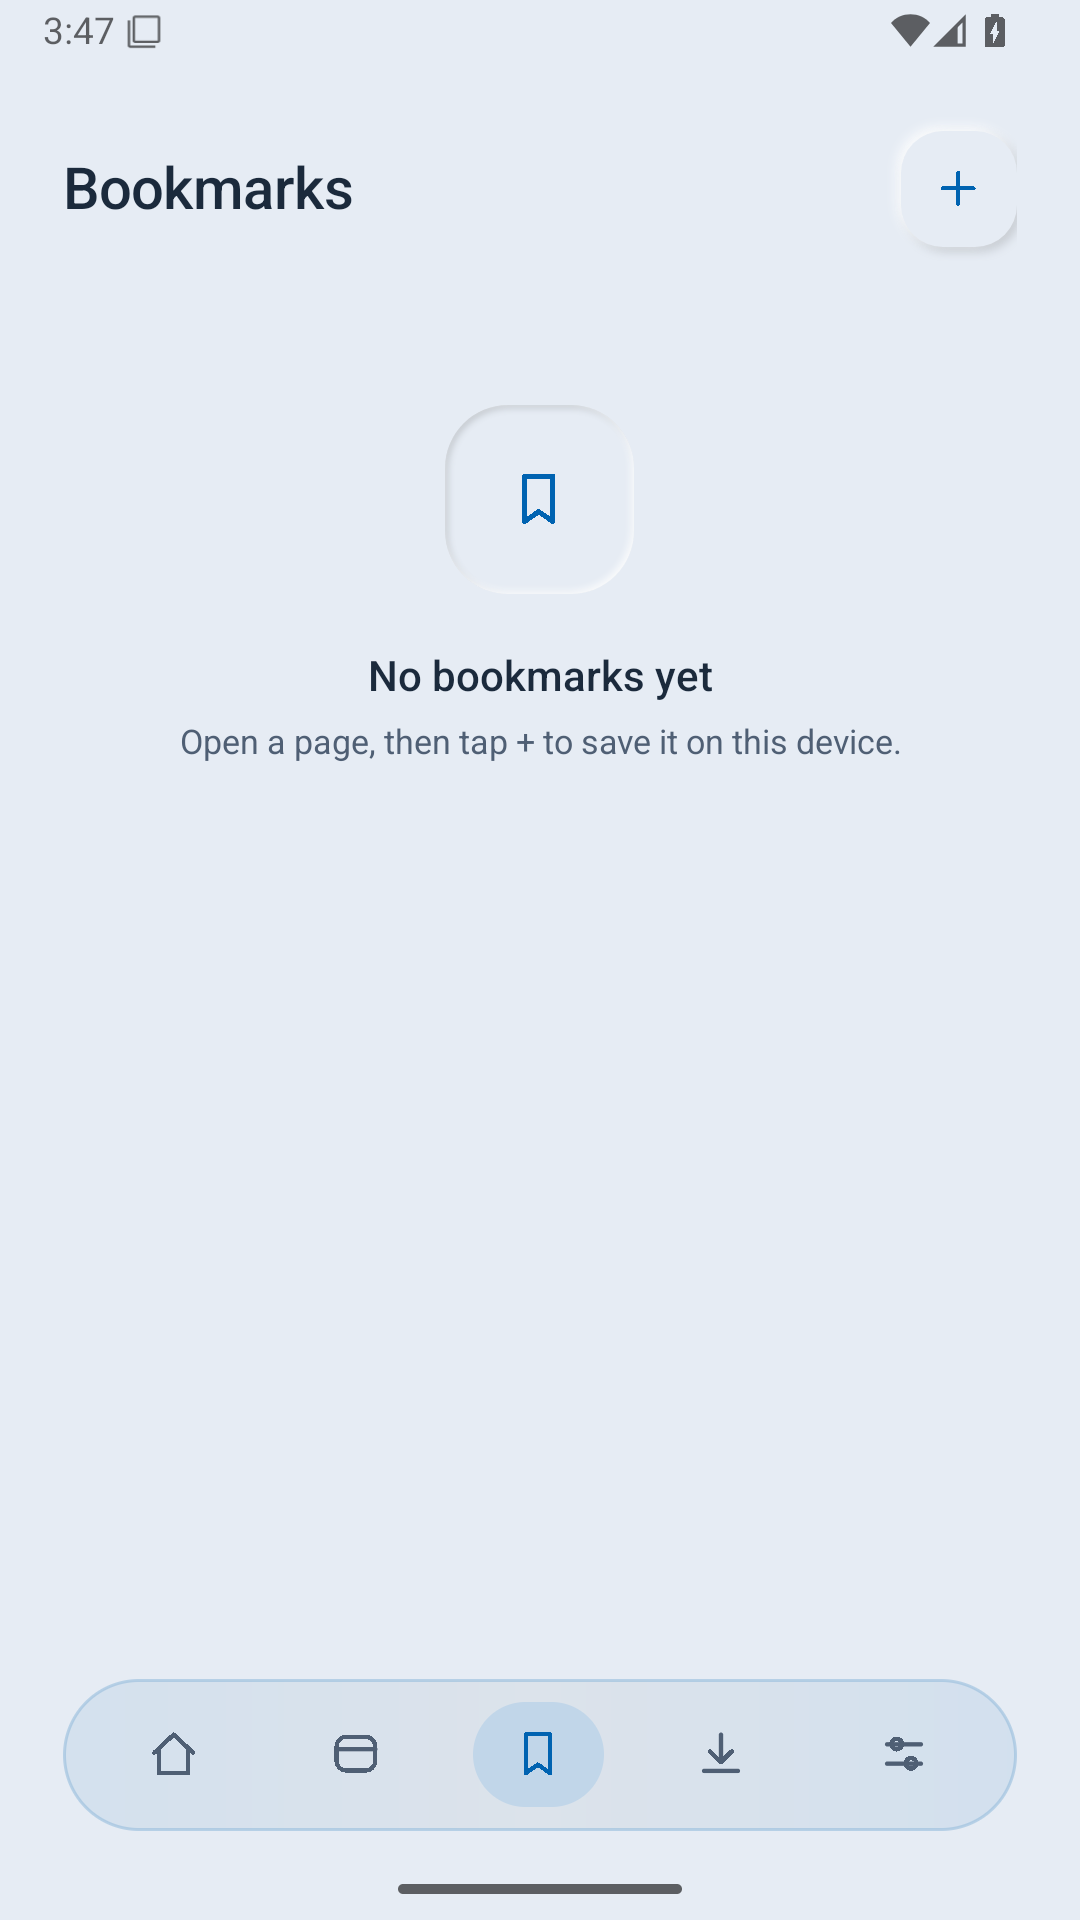 3:47
Bookmarks
No bookmarks yet
Open a page, then tap + to save it on this device.